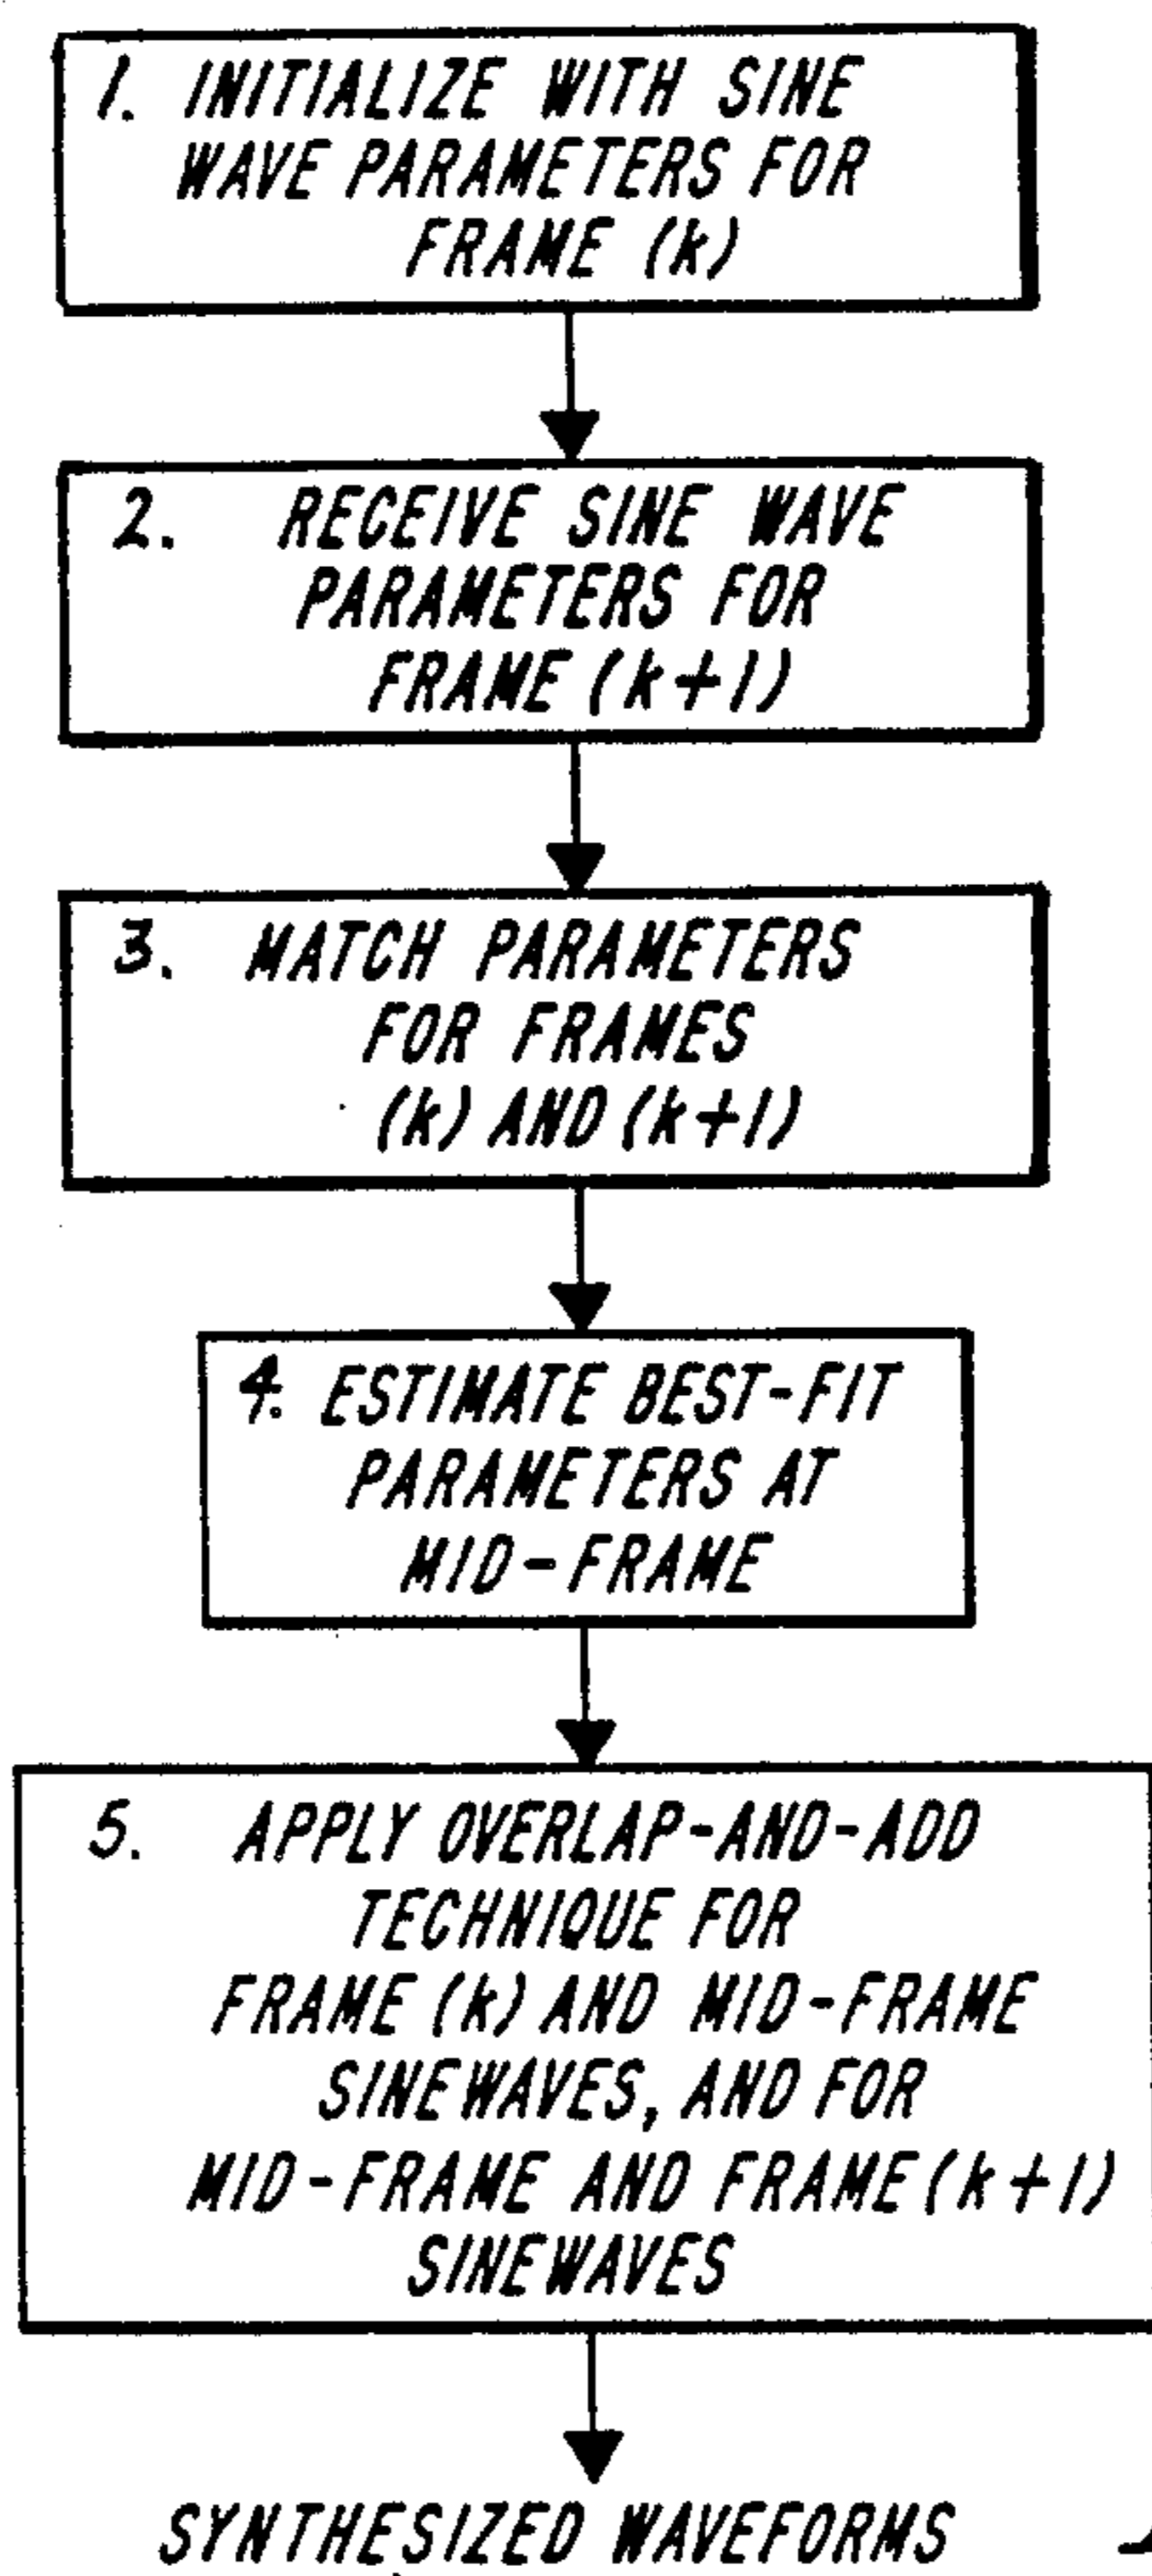 1. INITIALIZE WITH SINE
WAVE PARAMETERS FOR
FRAME (k)
2. RECEIVE SINE WAVE
PARAMETERS FOR
FRAME (k+1)
3. MATCH PARAMETERS
FOR FRAMES
(k) AND (k+1)
4. ESTIMATE BEST-FIT
PARAMETERS AT
MID-FRAME
5. APPLY OVERLAP-AND-ADD
TECHNIQUE FOR
FRAME (k) AND MID-FRAME
SINEWAVES, AND FOR
MID-FRAME AND FRAME (k+1)
SINEWAVES
SYNTHESIZED WAVEFORMS